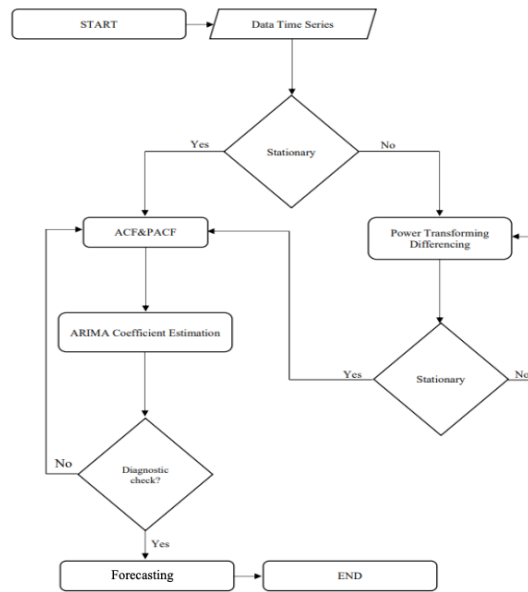 START
Data Time Series
Stationary
Yes
No
ACF&PACF
Power Transforming
Differencing
ARIMA Coefficient Estimation
Stationary
Yes
No
Diagnostic
check?
No
Yes
Forecasting
END